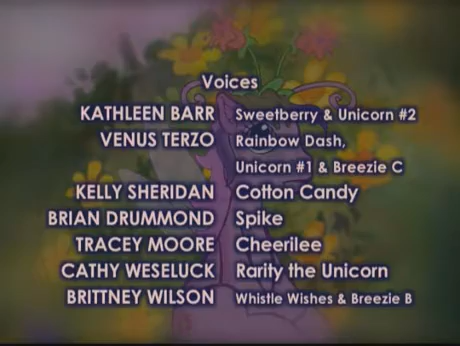 Voices
KATHLEEN BARR Sweetberry & Unicorn #2
VENUS TERZO Rainbow Dash,
Unicorn #1 & Breezie C
KELLY SHERIDAN Cotton Candy
BRIAN DRUMMOND Spike
TRACEY MOORE Cheerilee
CATHY WESELUCK Rarity the Unicorn
BRITTNEY WILSON Whistle Wishes & Breezie B